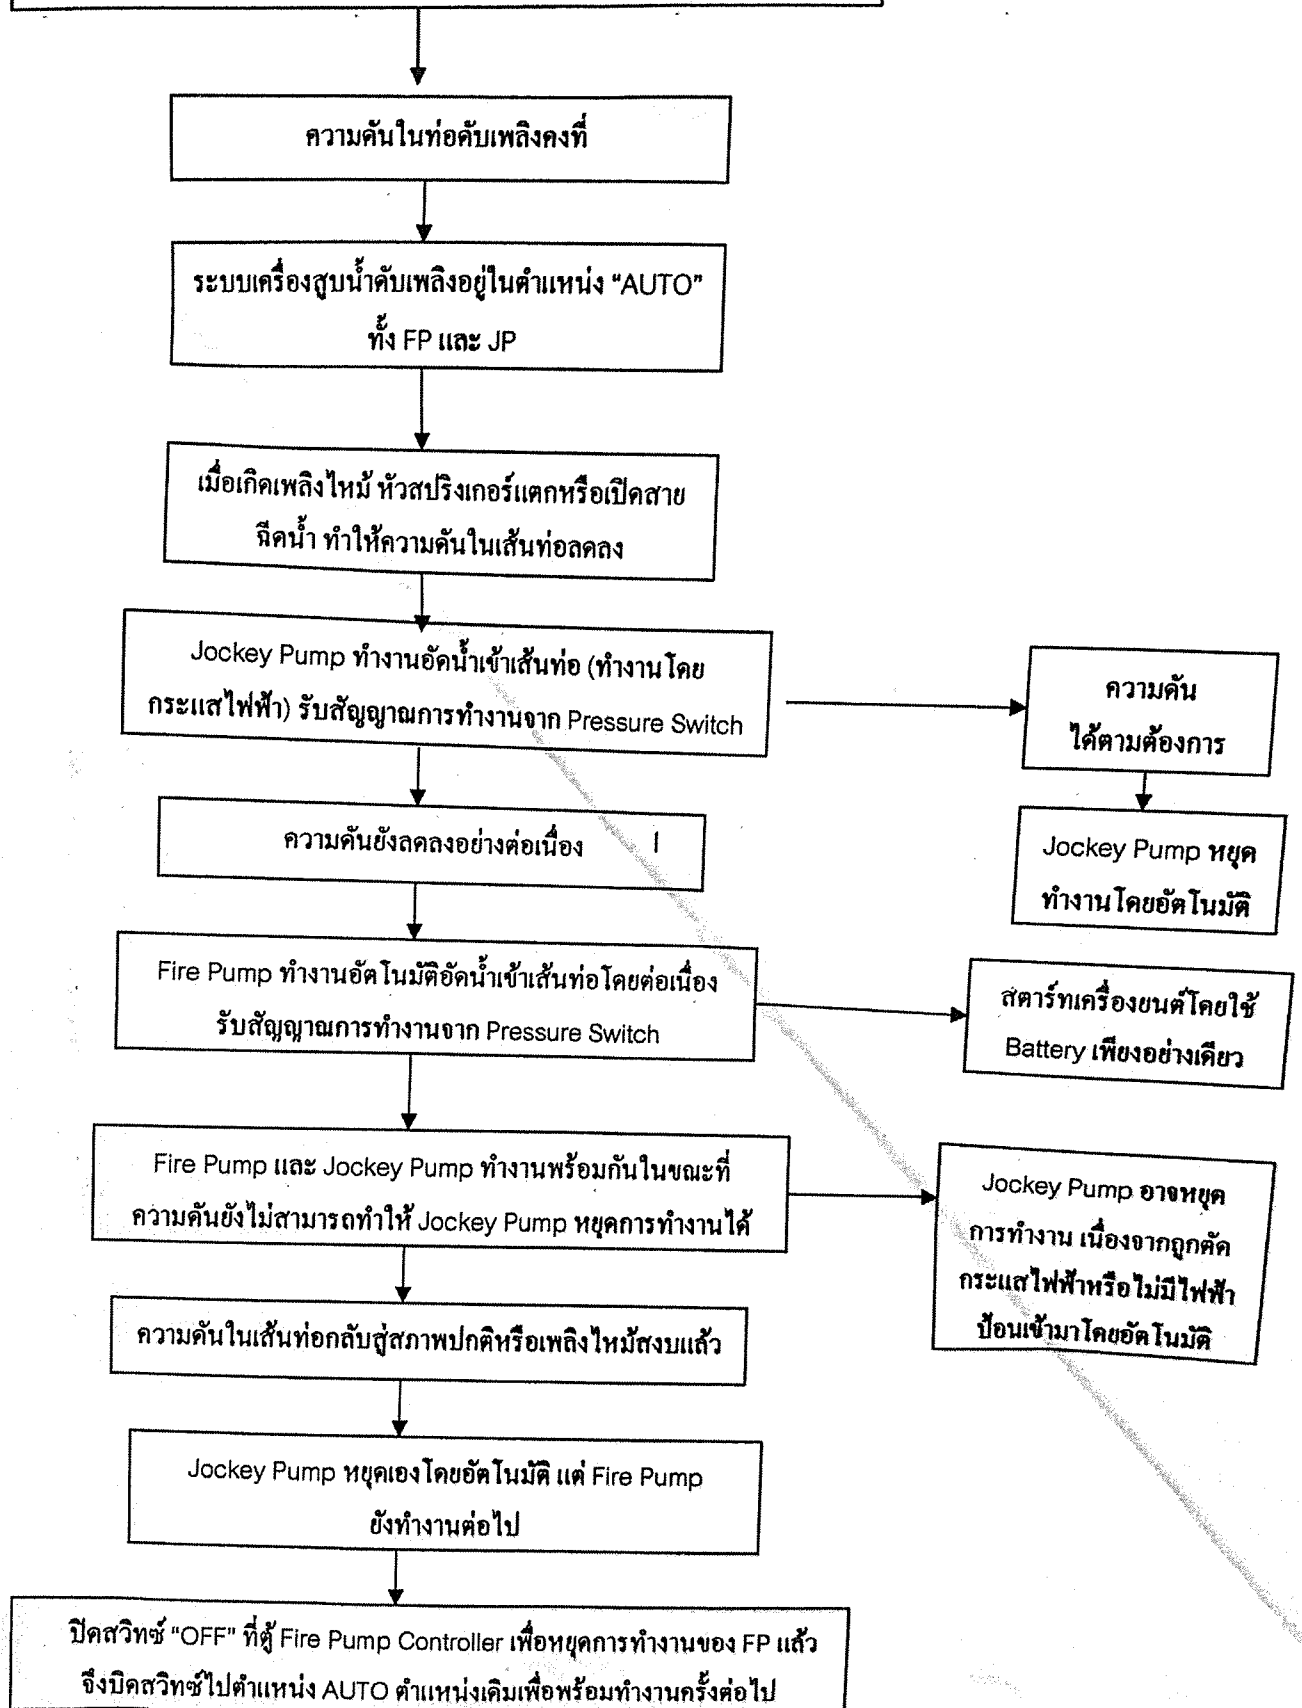 ความดันในท่อดับเพลิงคงที่
ระบบเครื่องสูบน้ำดับเพลิงอยู่ในตำแหน่ง “AUTO”
ทั้ง FP และ JP
เมื่อเกิดเพลิงไหม้ หัวสปริงเกอร์แตกหรือเปิดสาย
ฉีดน้ำ ทำให้ความดันในเส้นท่อลดลง
Jockey Pump ทำงานอัดน้ำเข้าเส้นท่อ (ทำงานโดย
กระแสไฟฟ้า) รับสัญญาณการทำงานจาก Pressure Switch
ความดัน
ได้ตามต้องการ
ความดันยังลดลงอย่างต่อเนื่อง
Jockey Pump หยุด
ทำงานโดยอัตโนมัติ
Fire Pump ทำงานอัตโนมัติอัดน้ำเข้าเส้นท่อโดยต่อเนื่อง
รับสัญญาณการทำงานจาก Pressure Switch
สตาร์ทเครื่องยนต์โดยใช้
Battery เพียงอย่างเดียว
Fire Pump และ Jockey Pump ทำงานพร้อมกันในขณะที่
ความดันยังไม่สามารถทำให้ Jockey Pump หยุดการทำงานได้
Jockey Pump อาจหยุด
การทำงาน เนื่องจากถูกตัด
กระแสไฟฟ้าหรือไม่มีไฟฟ้า
ป้อนเข้ามาโดยอัตโนมัติ
ความดันในเส้นท่อกลับสู่สภาพปกติหรือเพลิงไหม้สงบแล้ว
Jockey Pump หยุดเองโดยอัตโนมัติ แต่ Fire Pump
ยังทำงานต่อไป
ปิดสวิทซ์ “OFF” ที่ตู้ Fire Pump Controller เพื่อหยุดการทำงานของ FP แล้ว
จึงบิดสวิทซ์ไปตำแหน่ง AUTO ตำแหน่งเดิมเพื่อพร้อมทำงานครั้งต่อไป